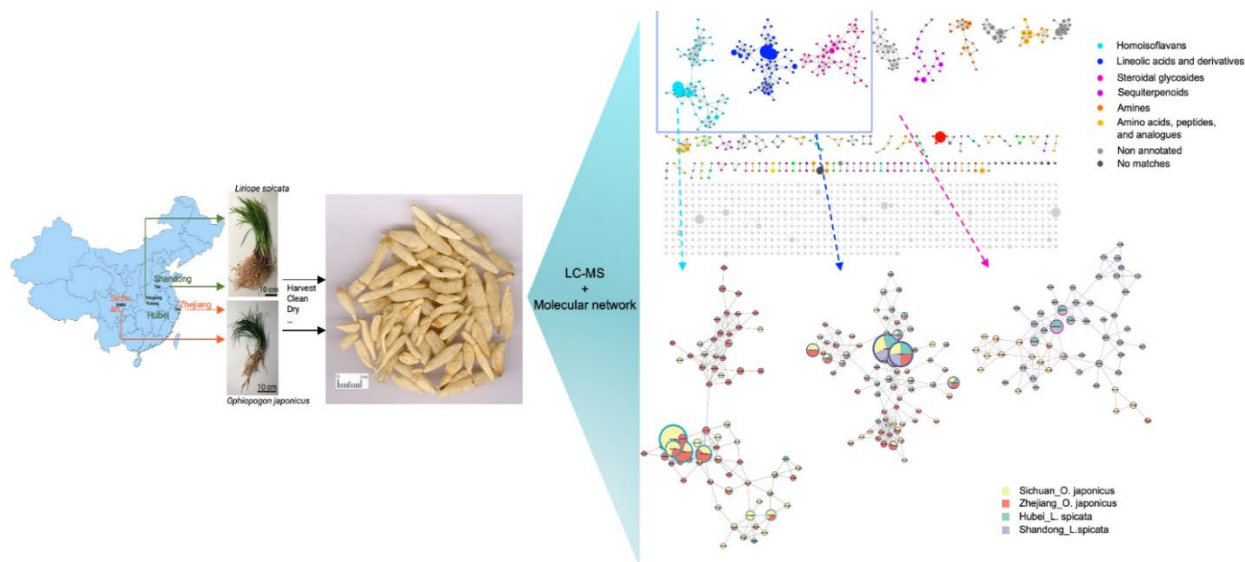 Liriope spicata
Shandong
Sichu
an
Zhejiang
Hubei
10 cm
10 cm
Ophiopogon japonicus
Harvest
Clean
Dry
...
LC-MS
+
Molecular network
Homoisoflavans
Lineolic acids and derivatives
Steroidal glycosides
Sequiterpenoids
Amines
Amino acids, peptides,
and analogues
Non annotated
No matches
Sichuan_O. japonicus
Zhejiang_O. japonicus
Hubei_L. spicata
Shandong_L.spicata